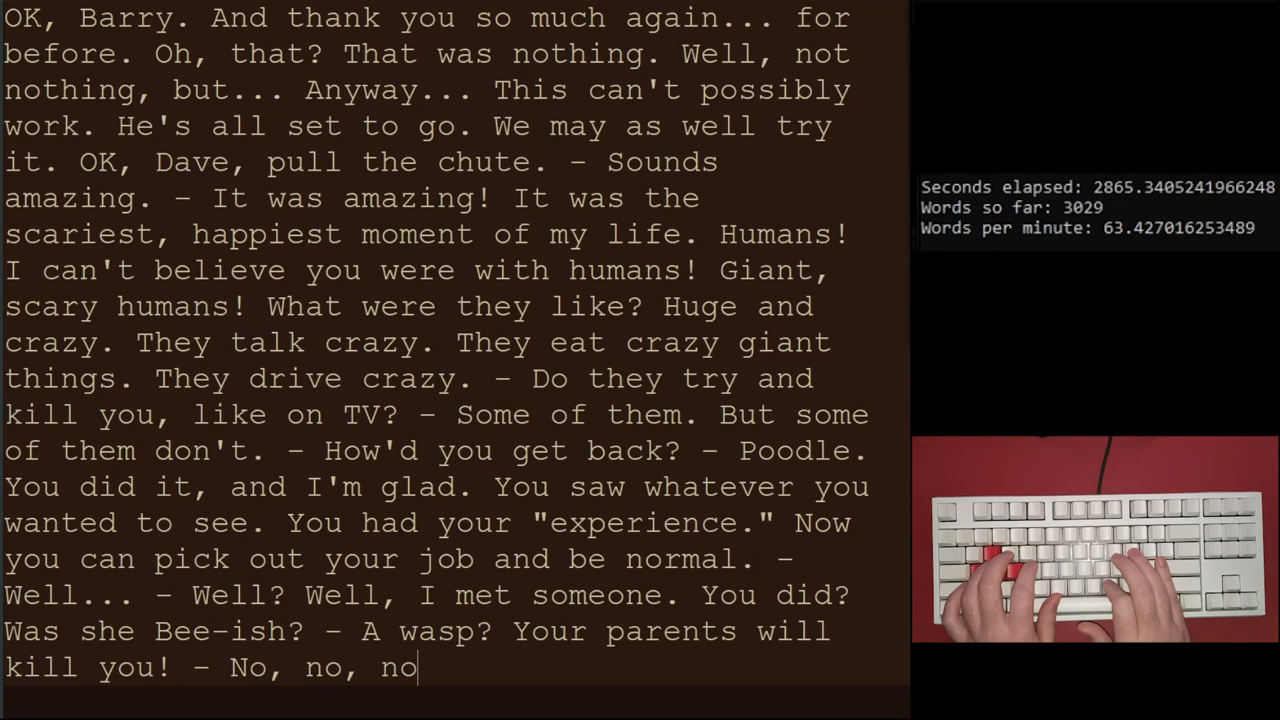 OK, Barry. And thank you so much again... for
before. Oh, that? That was nothing. Well, not
nothing, but... Anyway... This can't possibly
work. He's all set to go. We may as well try
it. OK, Dave, pull the chute. - Sounds
amazing. - It was amazing! It was the
scariest, happiest moment of my life. Humans!
I can't believe you were with humans! Giant,
scary humans! What were they like? Huge and
crazy. They talk crazy. They eat crazy giant
things. They drive crazy. - Do they try and
kill you, like on TV? - Some of them. But some
of them don't. - How'd you get back? - Poodle.
You did it, and I'm glad. You saw whatever you
wanted to see. You had your "experience." Now
you can pick out your job and be normal. -
Well... - Well? Well, I met someone. You did?
Was she Bee-ish? - A wasp? Your parents will
kill you! - No, no, no
Seconds elapsed: 2865.3405241966248
Words so far: 3029
Words per minute: 63.427016253489